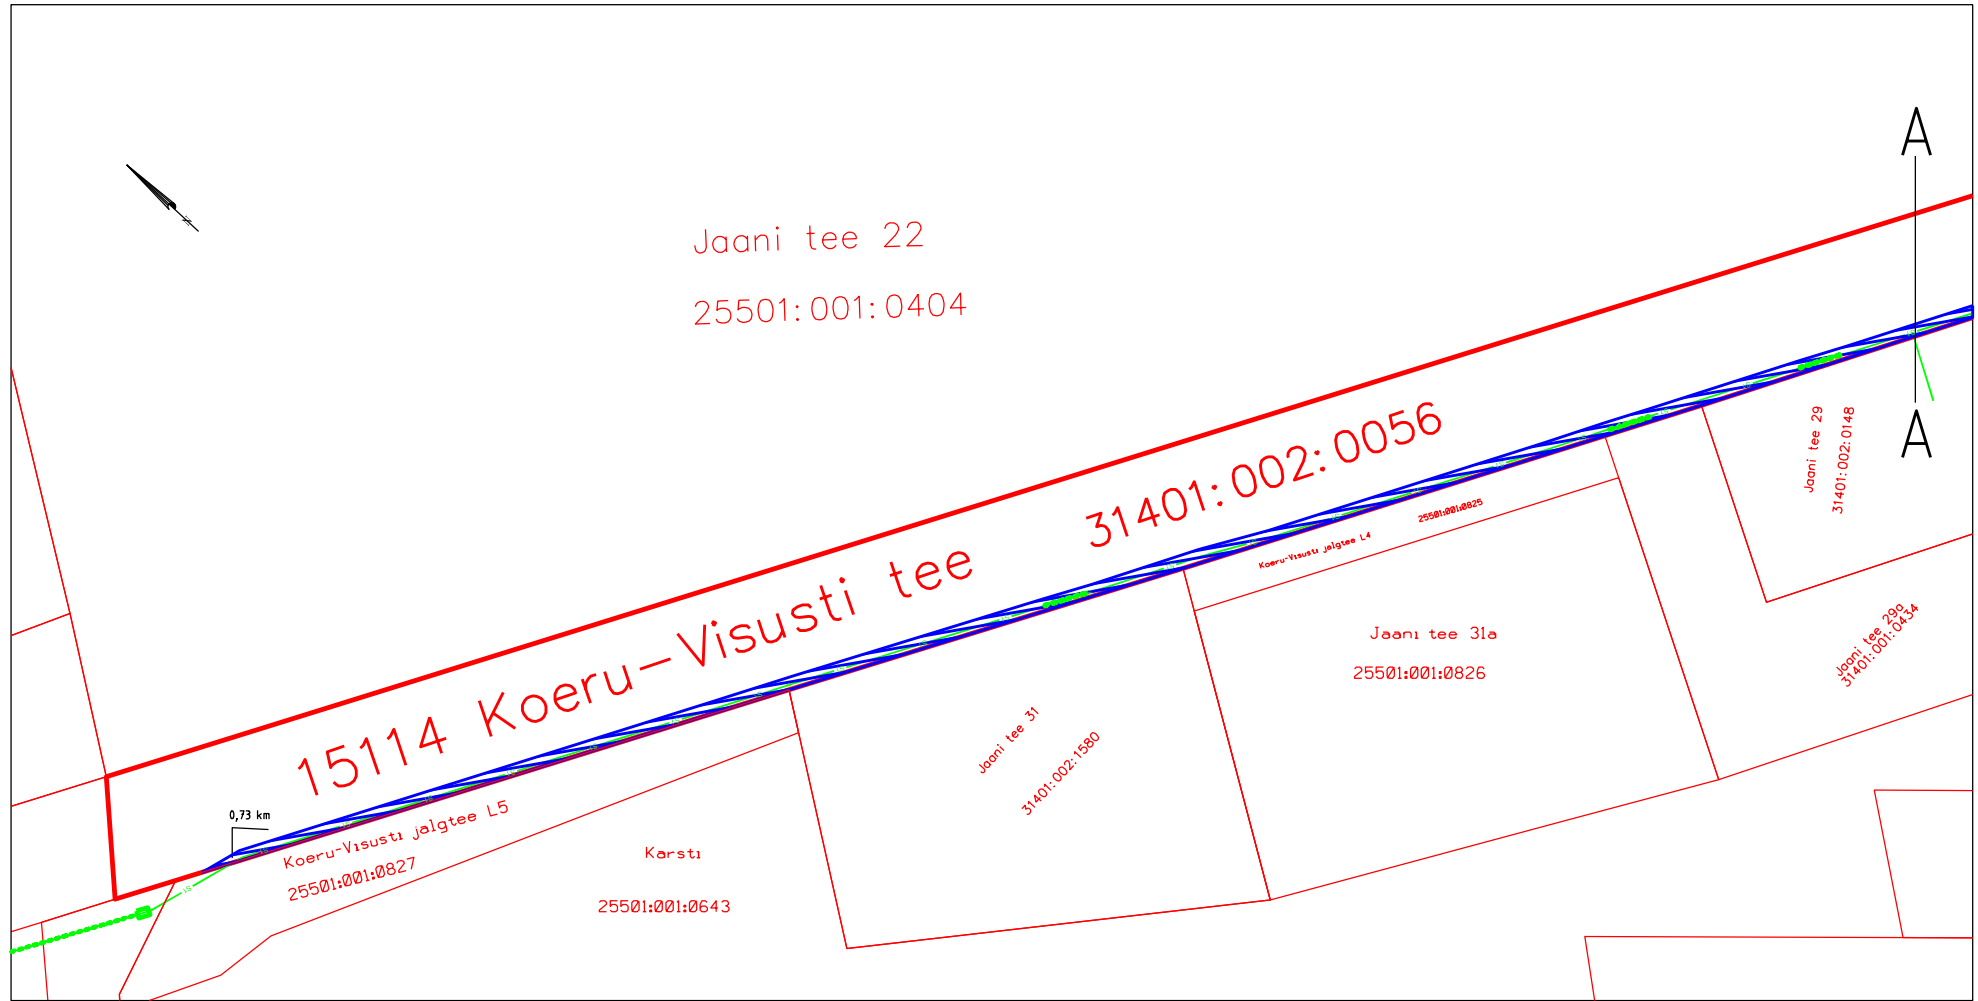 A
N
Jaani tee 22
25501:001:0404
15114 Koeru-Visusti tee 31401:002:0056
A
Jaani tee 29
31401:002:0148
25501:001:0825
Koeru-Visusti jalgtee L4
Jaani tee 31a
25501:001:0826
Jaani tee 29a
31401:001:0434
Jaani tee 31
31401:002:1580
0,73 km
Koeru-Visusti jalgtee L5
25501:001:0827
Karsti
25501:001:0643